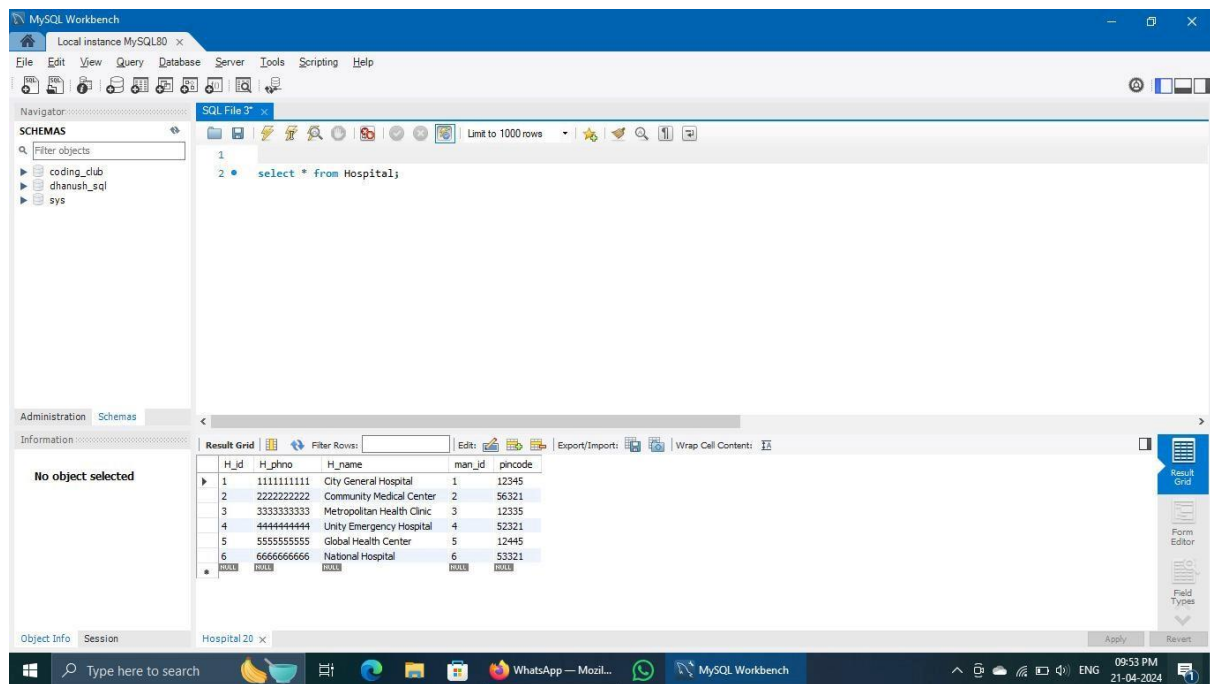 MySQL Workbench
Local instance MySQL80
File Edit View Query Database Server Tools Scripting Help
Navigator
SQL File 3*
SCHEMAS
Limit to 1000 rows
Filter objects
1
coding_club
2 select * from Hospital;
dhanush_sql
sys
Administration Schemas
Information
Result Grid Filter Rows: Edit: Export/Import: Wrap Cell Content:
No object selected
H_id H_phno H_name man_id pincode
1 1111111111 City General Hospital 1 12345
2 2222222222 Community Medical Center 2 56321
3 3333333333 Metropolitan Health Clinic 3 12335
4 4444444444 Unity Emergency Hospital 4 52321
5 5555555555 Global Health Center 5 12445
6 6666666666 National Hospital 6 53321
NULL NULL NULL NULL NULL
Result
Grid
Form
Editor
Field
Types
Object Info Session
Hospital 20
Apply Revert
Type here to search
WhatsApp — Mozil...
MySQL Workbench
ENG
09:53 PM
21-04-2024